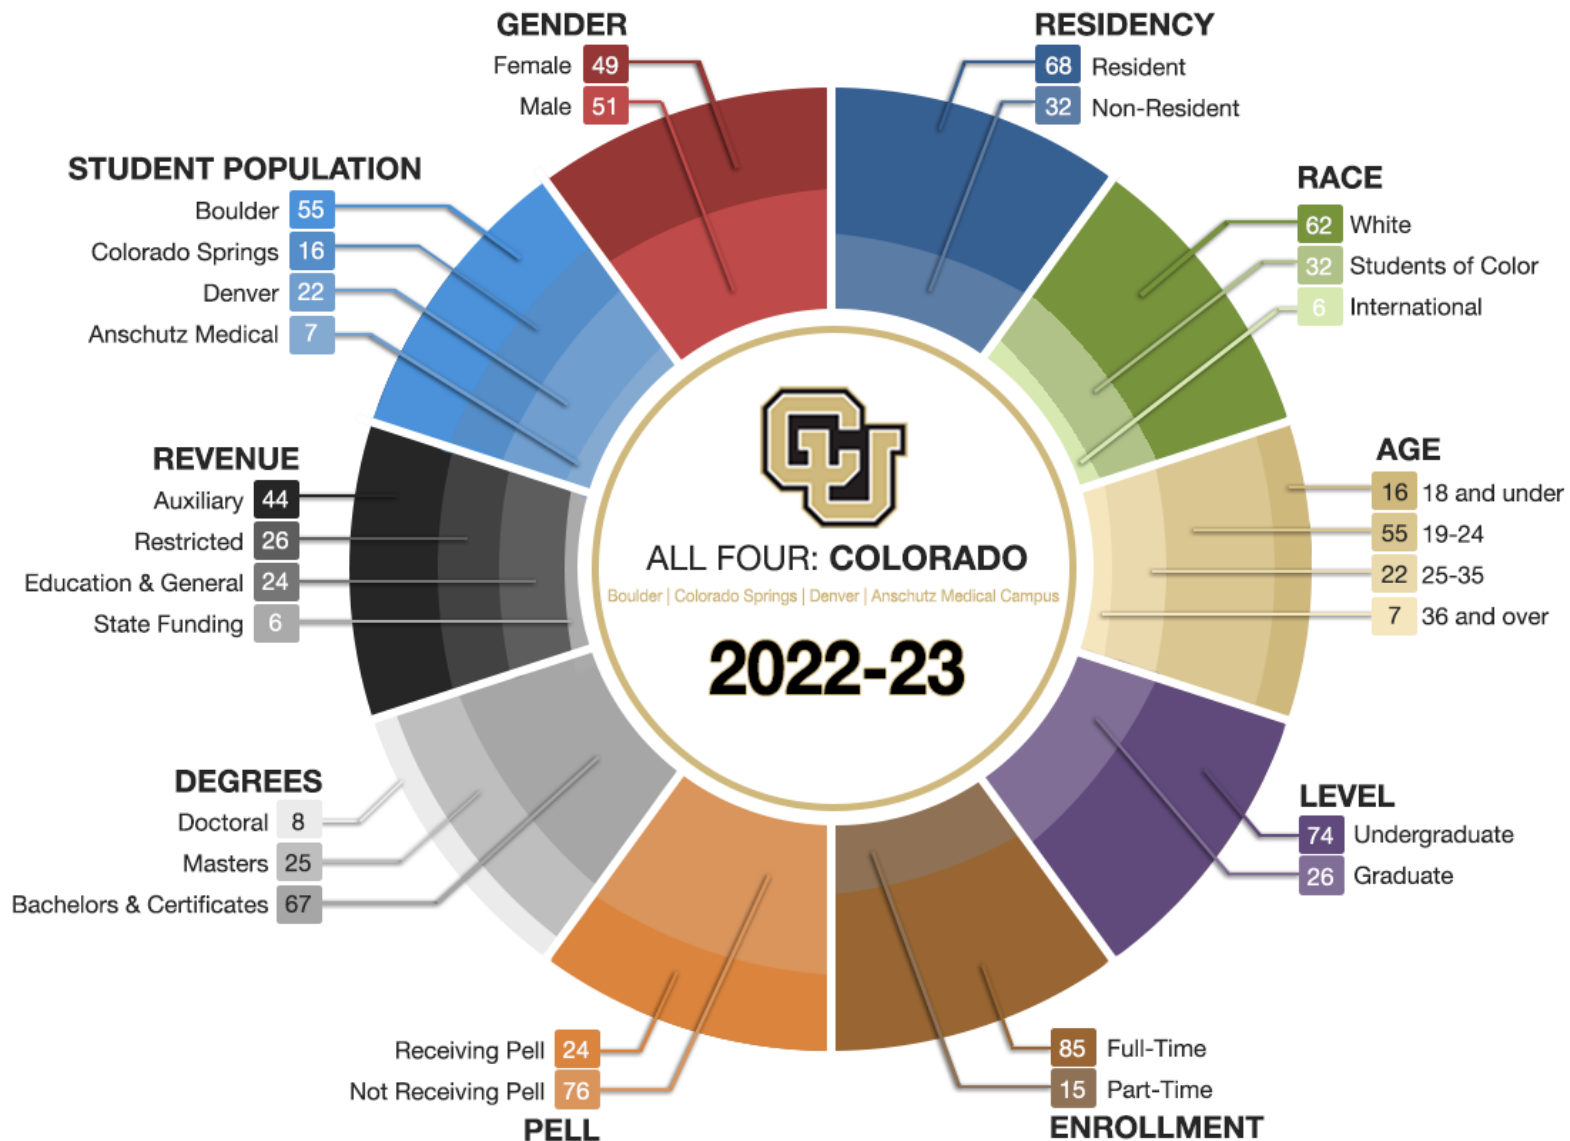 GENDER
Female 49
Male 51
RESIDENCY
68 Resident
32 Non-Resident
STUDENT POPULATION
Boulder 55
Colorado Springs 16
Denver 22
Anschutz Medical 7
RACE
62 White
32 Students of Color
6 International
REVENUE
Auxiliary 44
Restricted 26
Education & General 24
State Funding 6
AGE
16 18 and under
55 19-24
22 25-35
7 36 and over
CU
ALL FOUR: COLORADO
Boulder | Colorado Springs | Denver | Anschutz Medical Campus
2022-23
DEGREES
Doctoral 8
Masters 25
Bachelors & Certificates 67
LEVEL
74 Undergraduate
26 Graduate
Receiving Pell 24
Not Receiving Pell 76
PELL
85 Full-Time
15 Part-Time
ENROLLMENT